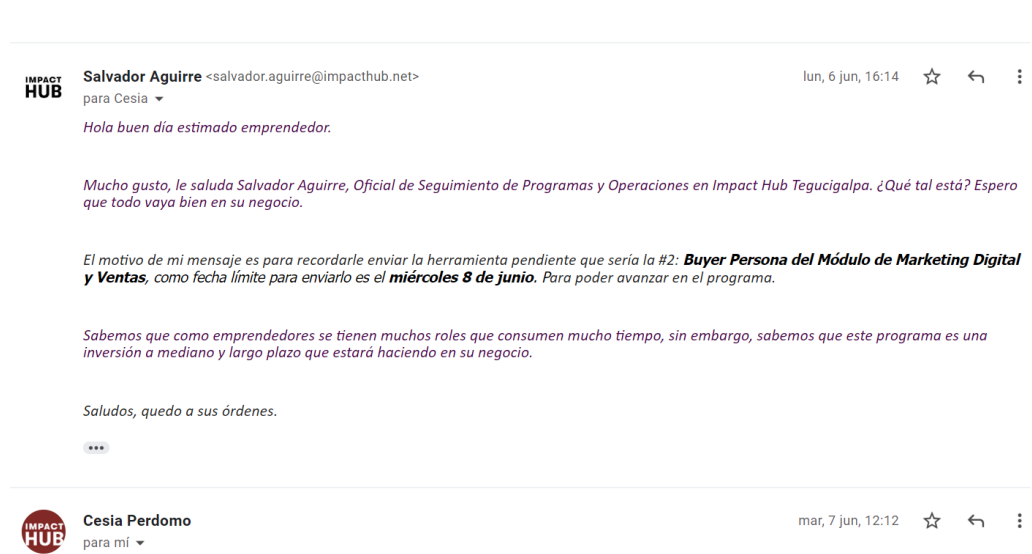 IMPACT
HUB
Salvador Aguirre <salvador.aguirre@impacthub.net>
lun, 6 jun, 16:14
para Cesia
Hola buen día estimado emprendedor.
Mucho gusto, le saluda Salvador Aguirre, Oficial de Seguimiento de Programas y Operaciones en Impact Hub Tegucigalpa. ¿Qué tal está? Espero
que todo vaya bien en su negocio.
El motivo de mi mensaje es para recordarle enviar la herramienta pendiente que sería la #2: Buyer Persona del Módulo de Marketing Digital
y Ventas, como fecha límite para enviarlo es el miércoles 8 de junio. Para poder avanzar en el programa.
Sabemos que como emprendedores se tienen muchos roles que consumen mucho tiempo, sin embargo, sabemos que este programa es una
inversión a mediano y largo plazo que estará haciendo en su negocio.
Saludos, quedo a sus órdenes.
IMPACT
HUB
Cesia Perdomo
mar, 7 jun, 12:12
para mí